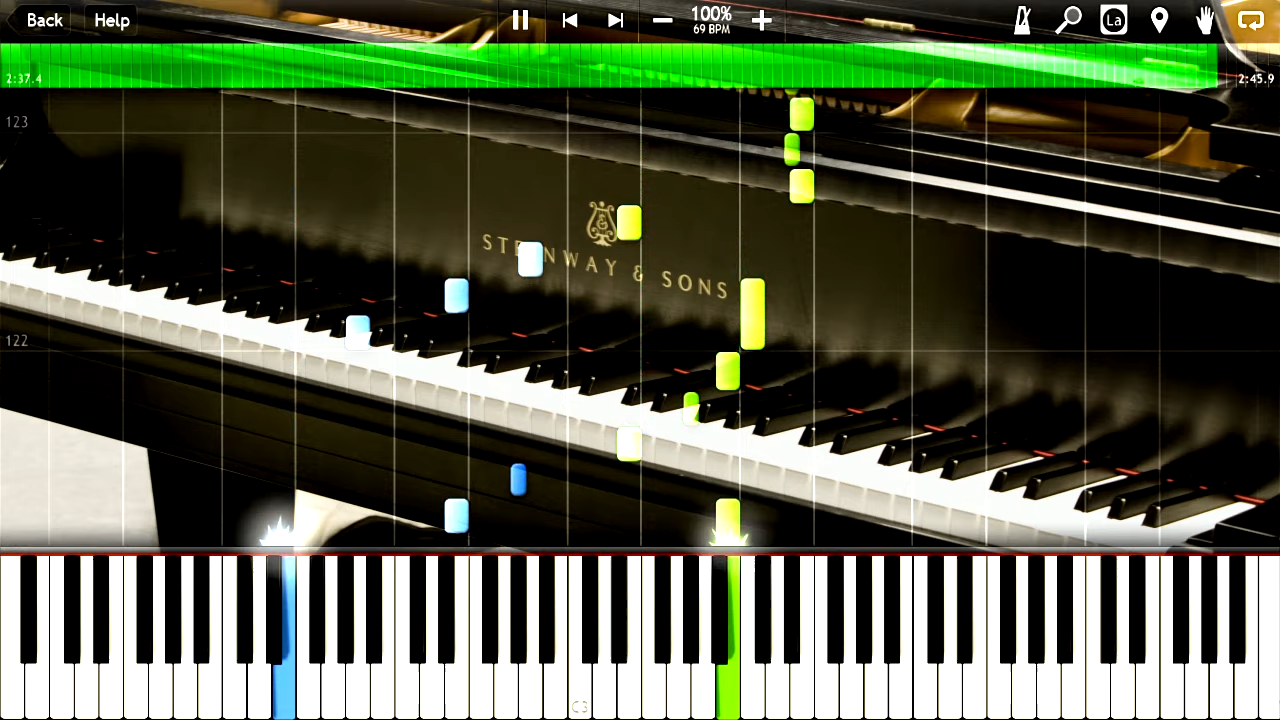 Back Help 100% La
69 BPM
2:37.4 2:45.9
123
STEINWAY & SONS
122
C3